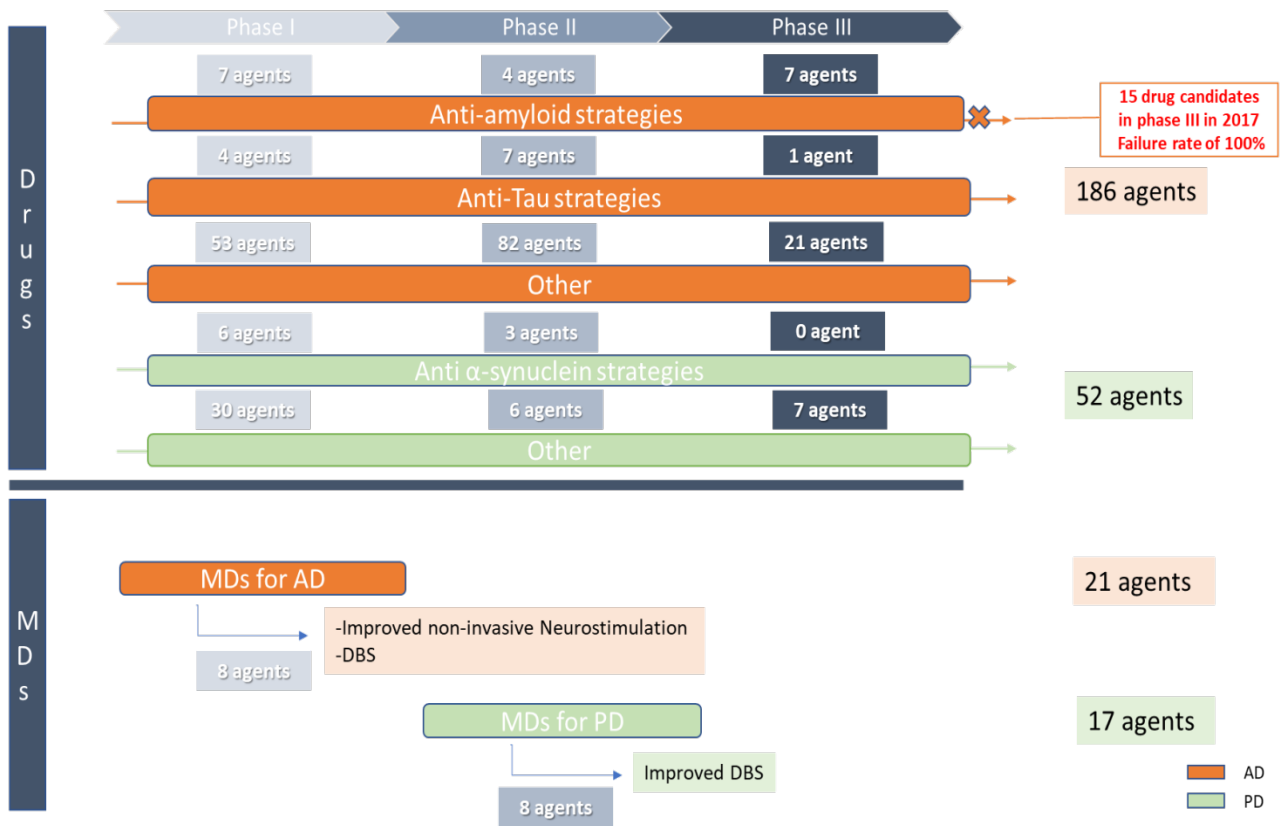 Phase I
Phase II
Phase III
Drugs
7 agents
4 agents
7 agents
Anti-amyloid strategies
15 drug candidates
in phase III in 2017
Failure rate of 100%
4 agents
7 agents
1 agent
Anti-Tau strategies
186 agents
53 agents
82 agents
21 agents
Other
6 agents
3 agents
0 agent
Anti α-synuclein strategies
52 agents
30 agents
6 agents
7 agents
Other
MDs
MDs for AD
21 agents
-Improved non-invasive Neurostimulation
-DBS
8 agents
MDs for PD
17 agents
Improved DBS
8 agents
AD
PD